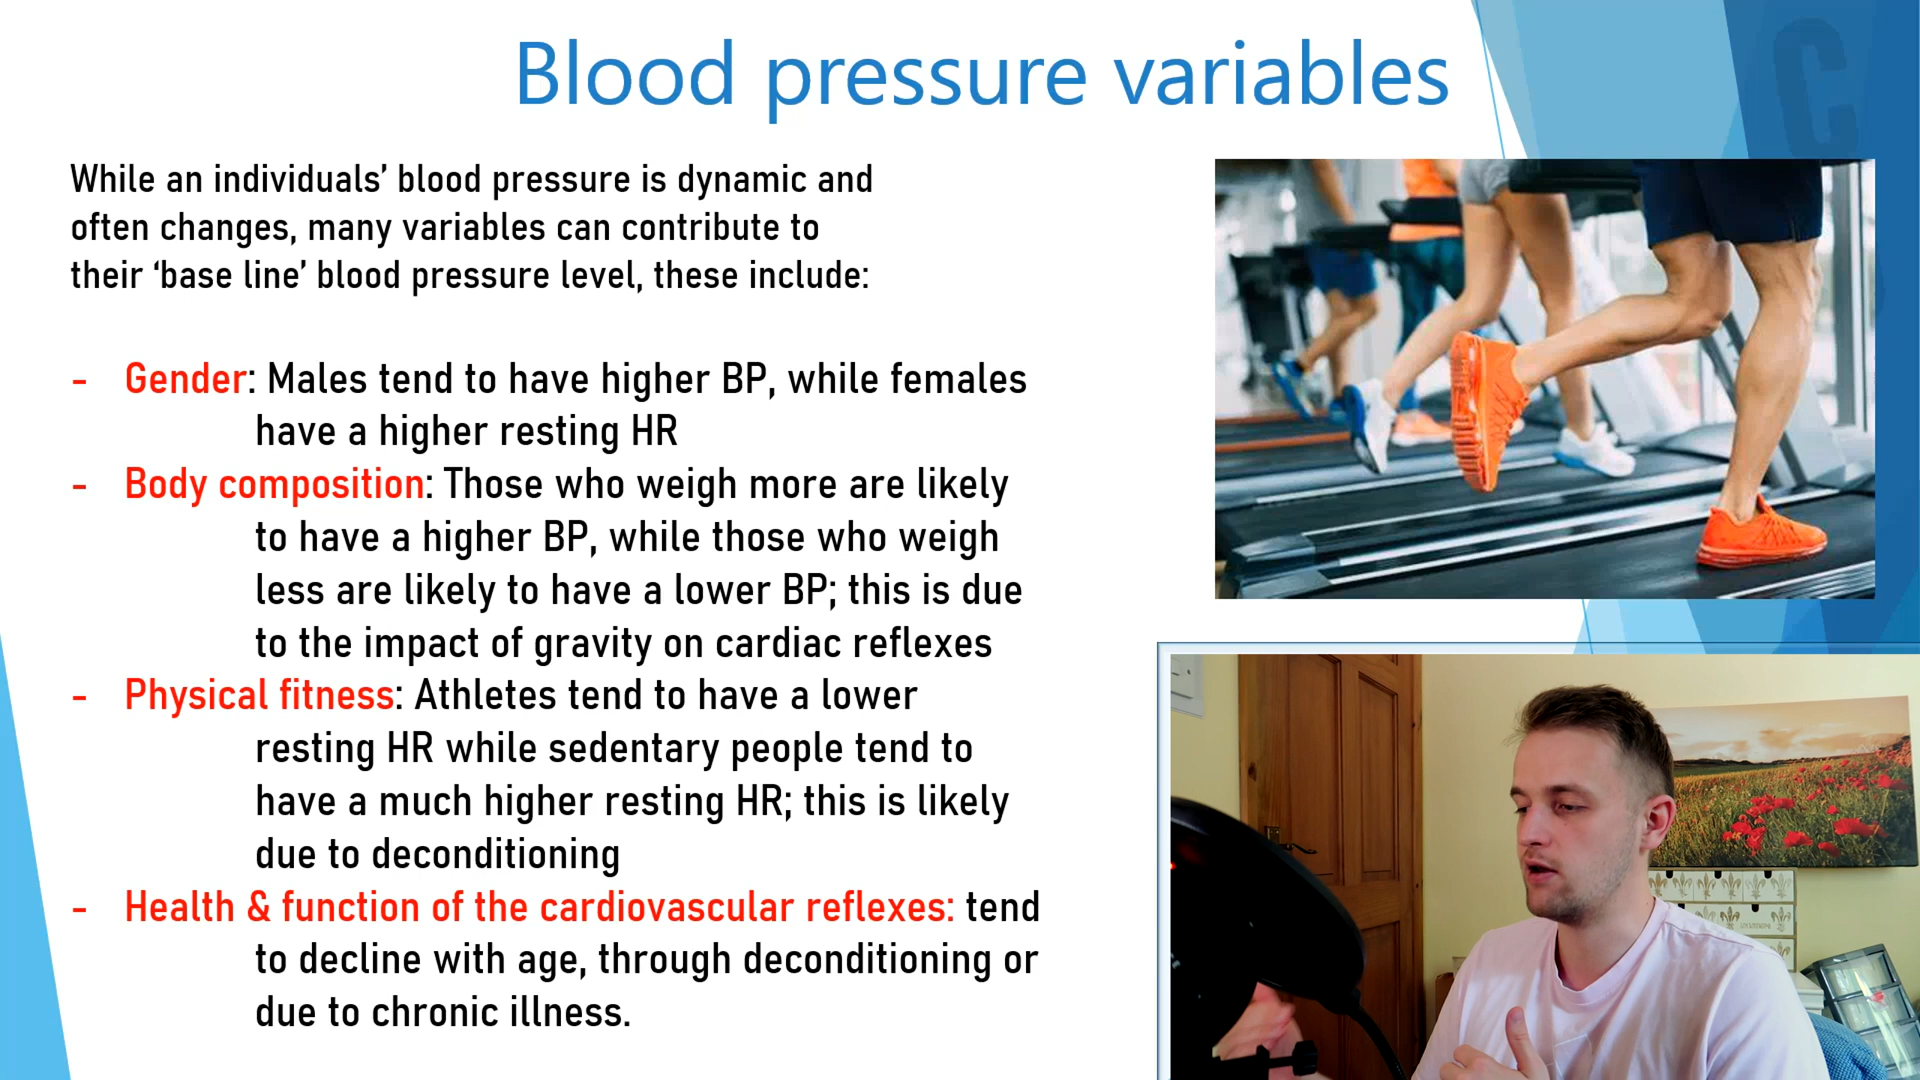 Blood pressure variables
While an individuals’ blood pressure is dynamic and
often changes, many variables can contribute to
their ‘base line’ blood pressure level, these include:
- Gender: Males tend to have higher BP, while females
have a higher resting HR
- Body composition: Those who weigh more are likely
to have a higher BP, while those who weigh
less are likely to have a lower BP; this is due
to the impact of gravity on cardiac reflexes
- Physical fitness: Athletes tend to have a lower
resting HR while sedentary people tend to
have a much higher resting HR; this is likely
due to deconditioning
- Health & function of the cardiovascular reflexes: tend
to decline with age, through deconditioning or
due to chronic illness.